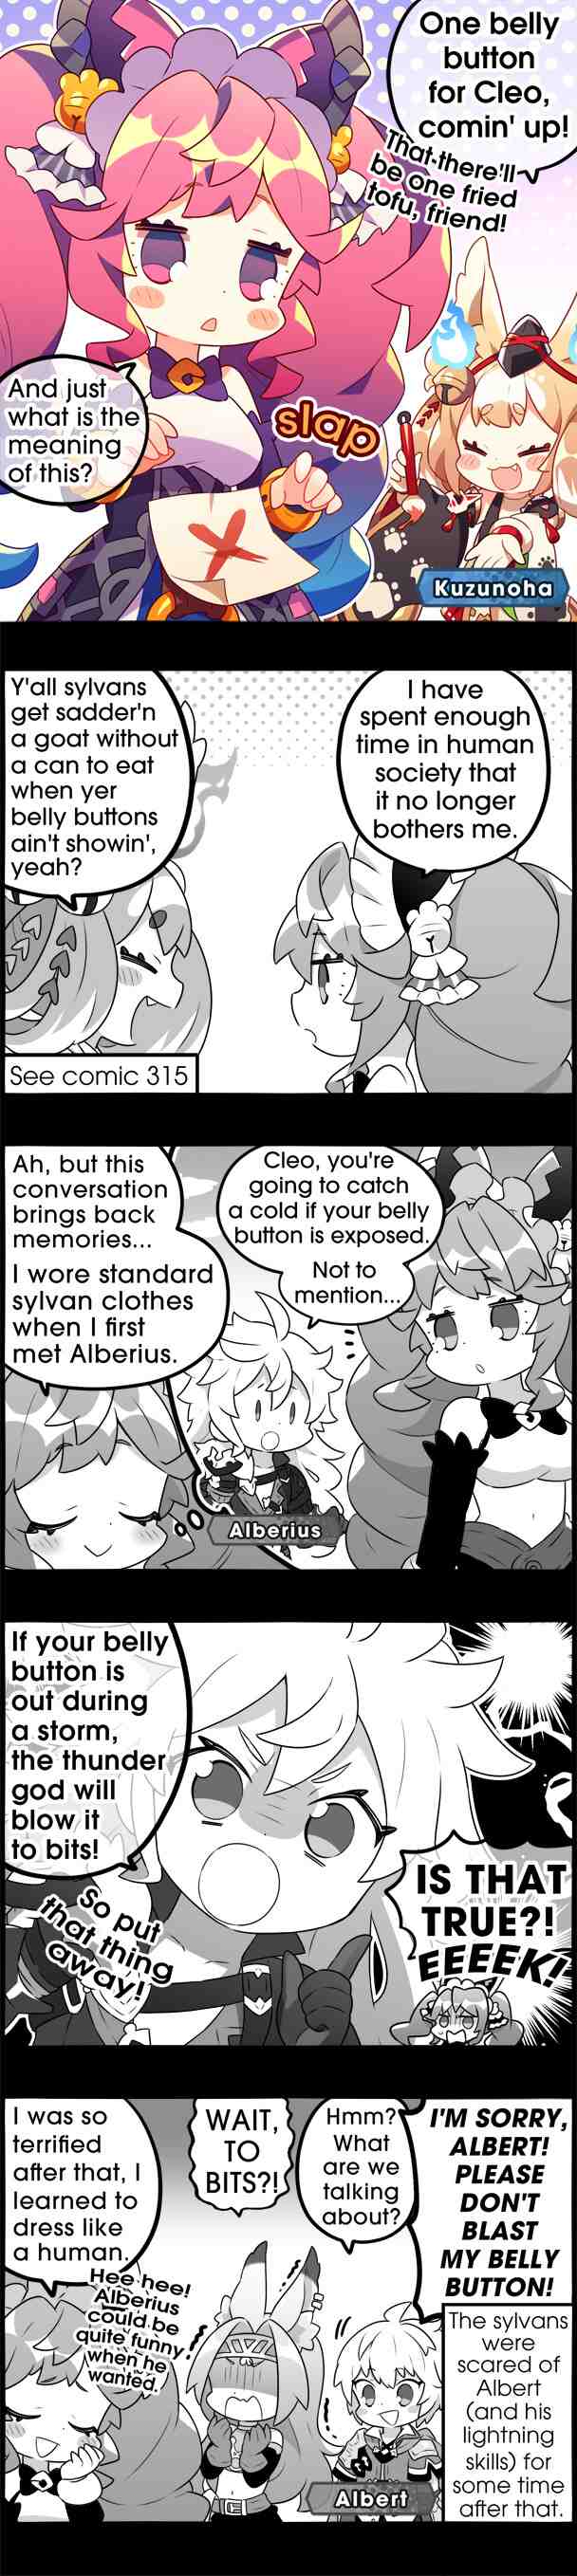 One belly
button
for Cleo,
comin' up!
That-there'll
be one fried
tofu, friend!
And just
what is the
meaning
of this?
slap
Kuzunoha
Y'all sylvans
get sadder'n
a goat without
a can to eat
when yer
belly buttons
ain't showin',
yeah?
I have
spent enough
time in human
society that
it no longer
bothers me.
See comic 315
Ah, but this
conversation
brings back
memories...
I wore standard
sylvan clothes
when I first
met Alberius.
Cleo, you're
going to catch
a cold if your belly
button is exposed.
Not to
mention...
Alberius
If your belly
button is
out during
a storm,
the thunder
god will
blow it
to bits!
So put
that thing
away!
IS THAT
TRUE?!
EEEEK!
I was so
terrified
after that, I
learned to
dress like
a human.
Hee-hee!
Alberius
could be
quite funny
when he
wanted.
WAIT,
TO
BITS?!
Hmm?
What
are we
talking
about?
I'M SORRY,
ALBERT!
PLEASE
DON'T
BLAST
MY BELLY
BUTTON!
Albert
The sylvans
were
scared of
Albert
(and his
lightning
skills) for
some time
after that.